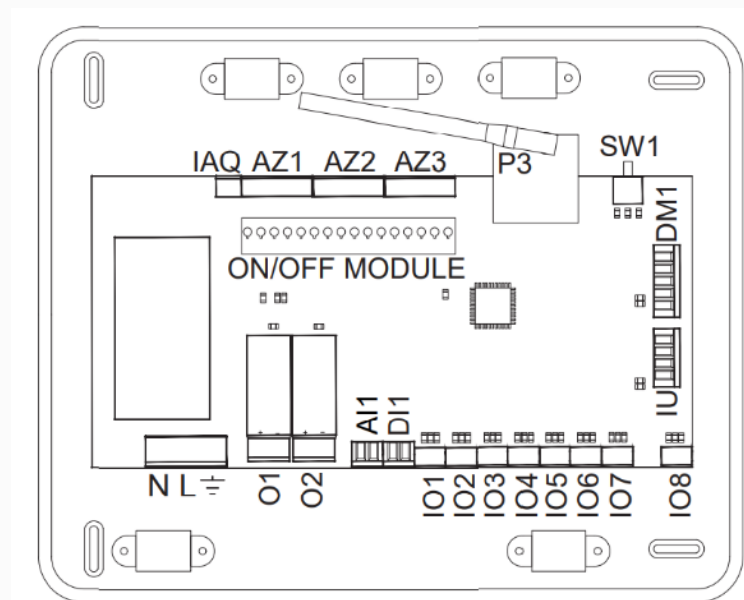 SW1
IAQ AZ1 AZ2 AZ3 P3
DM1
ON/OFF MODULE
IU
AI1 DI1
N L O1 O2 IO1 IO2 IO3 IO4 IO5 IO6 IO7 IO8